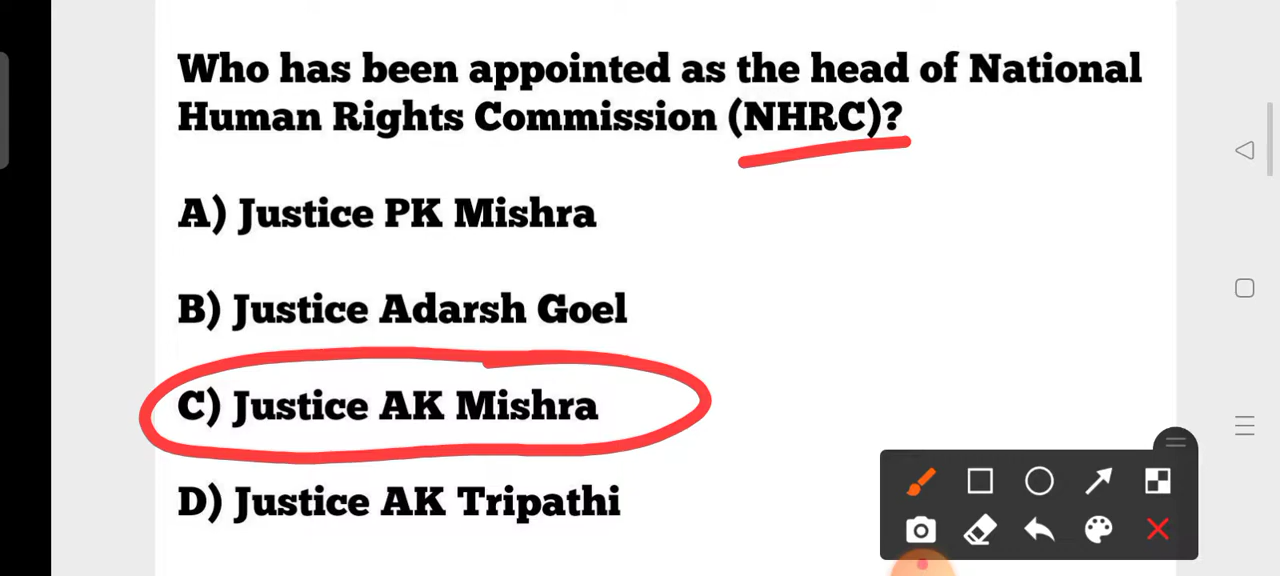 Who has been appointed as the head of National
Human Rights Commission (NHRC)?
A) Justice PK Mishra
B) Justice Adarsh Goel
C) Justice AK Mishra
D) Justice AK Tripathi